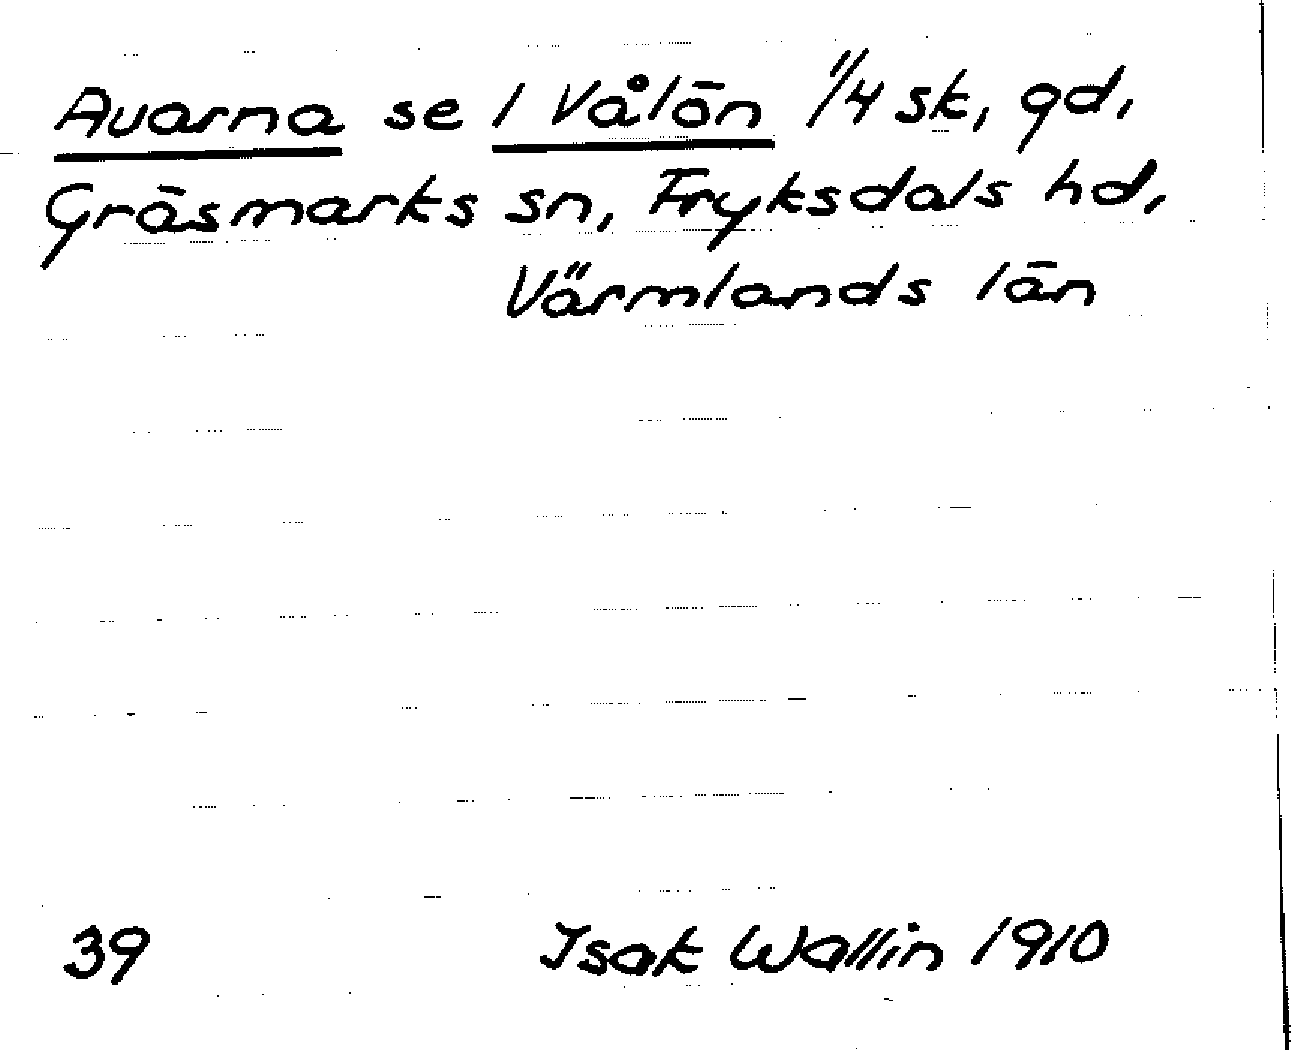 Avarna se 1 Vålön 1/4 sk, gd,
Gräsmarks sn, Fryksdals hd,
Värmlands län
39 Isak Wallin 1910